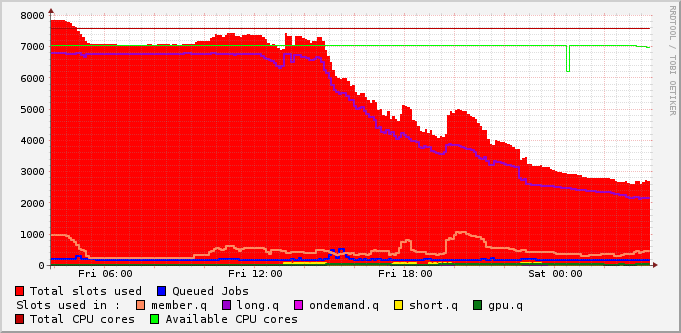 RRDTOOL / TOBI OETIKER
8000
7000
6000
5000
4000
3000
2000
1000
0
Fri 06:00 Fri 12:00 Fri 18:00 Sat 00:00
Total slots used Queued Jobs
Slots used in : member.q long.q ondemand.q short.q gpu.q
Total CPU cores Available CPU cores